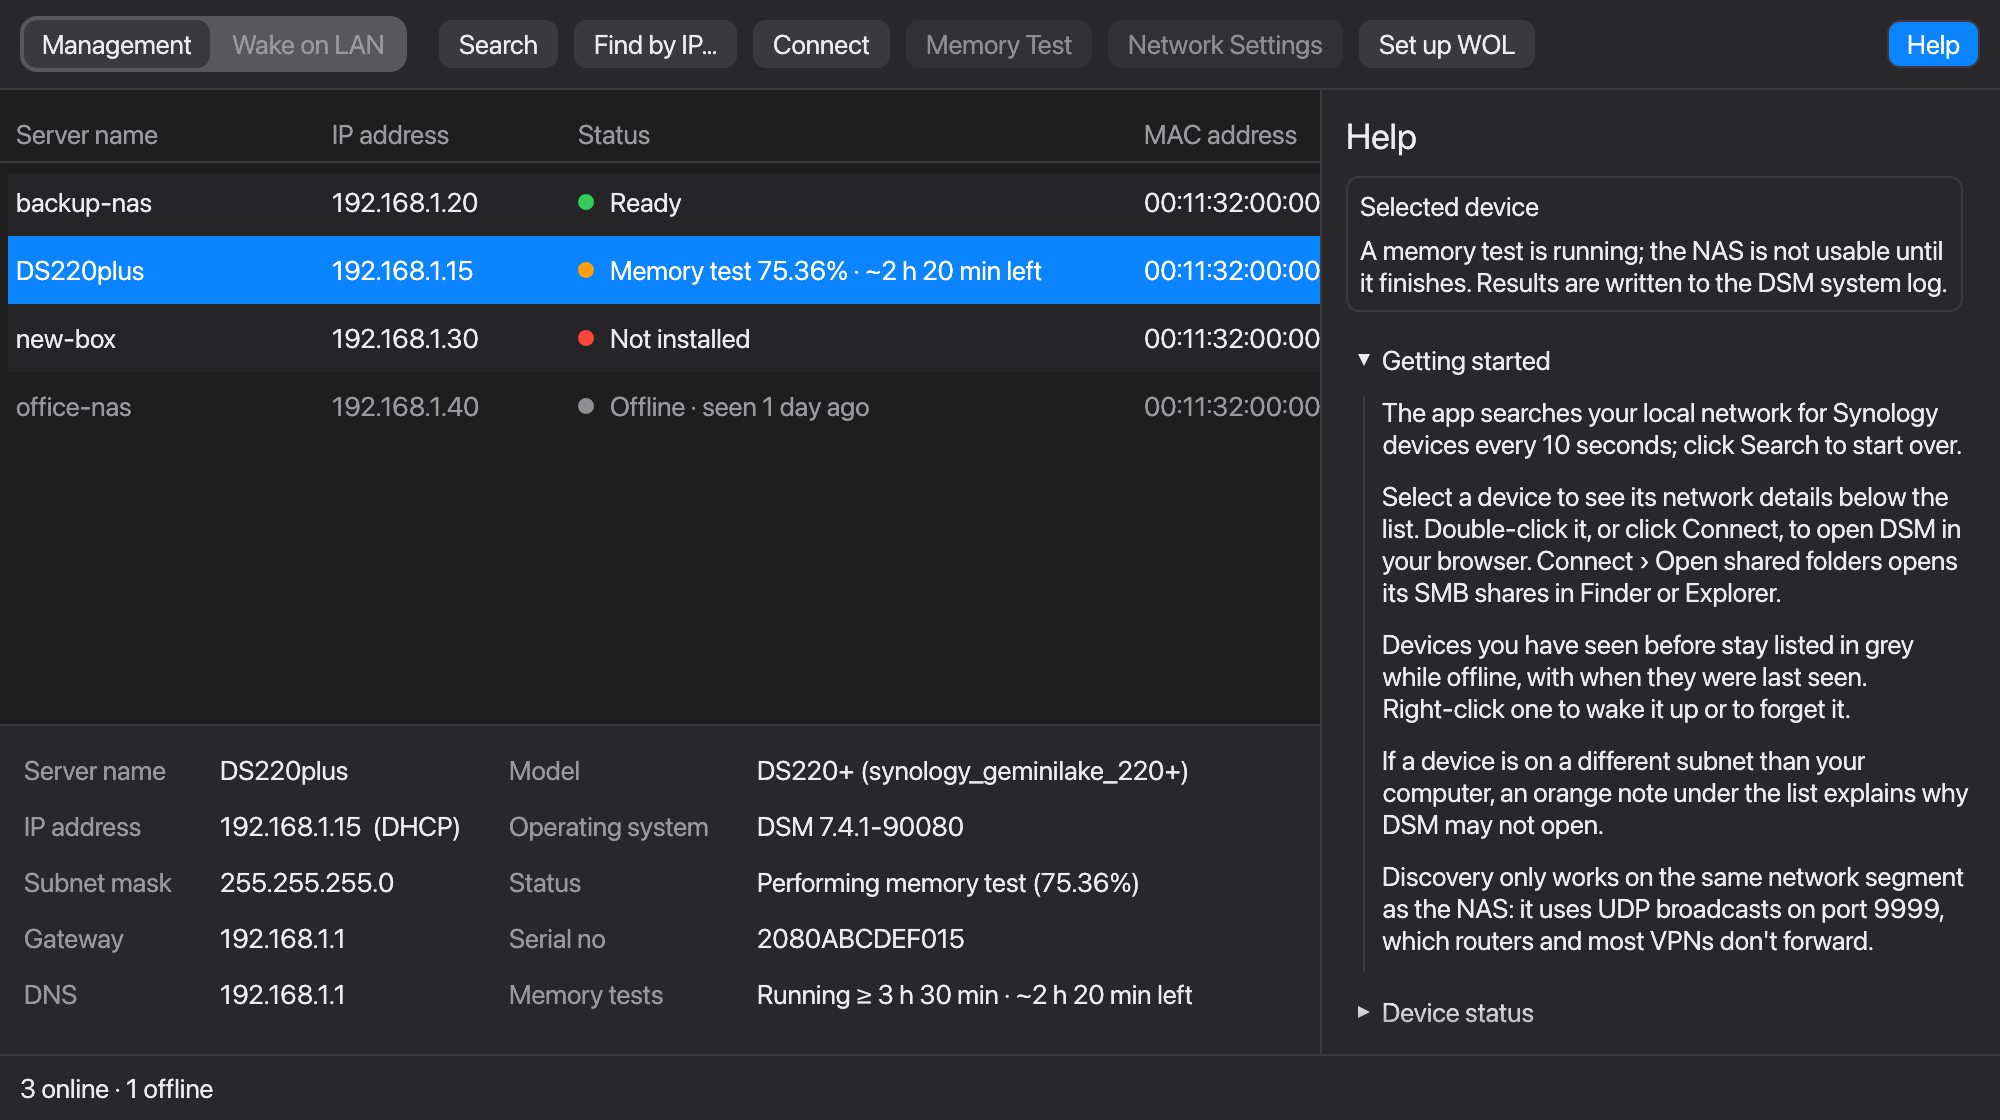 Management Wake on LAN Search Find by IP... Connect Memory Test Network Settings Set up WOL Help
Server name IP address Status MAC address
backup-nas 192.168.1.20 Ready 00:11:32:00:00
DS220plus 192.168.1.15 Memory test 75.36% · ~2 h 20 min left 00:11:32:00:00
new-box 192.168.1.30 Not installed 00:11:32:00:00
office-nas 192.168.1.40 Offline · seen 1 day ago 00:11:32:00:00
Server name DS220plus Model DS220+ (synology_geminilake_220+)
IP address 192.168.1.15 (DHCP) Operating system DSM 7.4.1-90080
Subnet mask 255.255.255.0 Status Performing memory test (75.36%)
Gateway 192.168.1.1 Serial no 2080ABCDEF015
DNS 192.168.1.1 Memory tests Running ≥ 3 h 30 min · ~2 h 20 min left
Help
Selected device
A memory test is running; the NAS is not usable until
it finishes. Results are written to the DSM system log.
▼ Getting started
The app searches your local network for Synology
devices every 10 seconds; click Search to start over.
Select a device to see its network details below the
list. Double-click it, or click Connect, to open DSM in
your browser. Connect › Open shared folders opens
its SMB shares in Finder or Explorer.
Devices you have seen before stay listed in grey
while offline, with when they were last seen.
Right-click one to wake it up or to forget it.
If a device is on a different subnet than your
computer, an orange note under the list explains why
DSM may not open.
Discovery only works on the same network segment
as the NAS: it uses UDP broadcasts on port 9999,
which routers and most VPNs don't forward.
► Device status
3 online · 1 offline